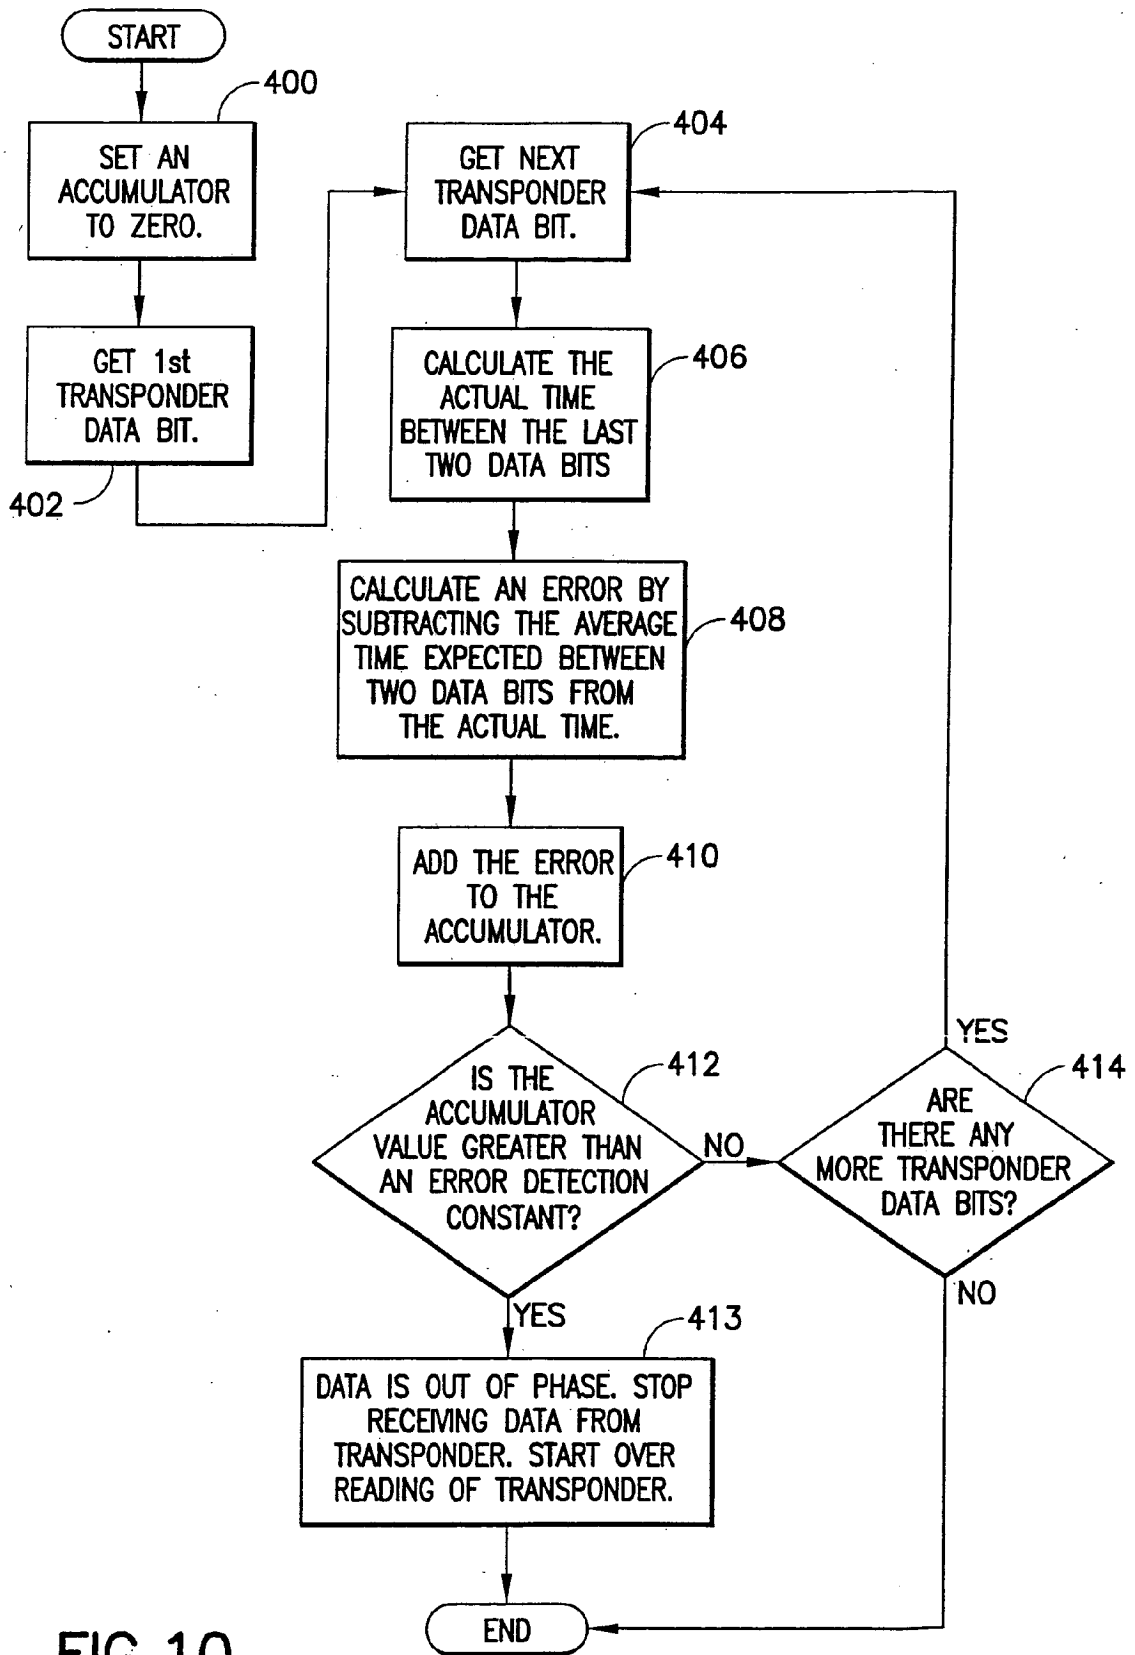 START
400
SET AN
ACCUMULATOR
TO ZERO.
GET 1st
TRANSPONDER
DATA BIT.
402
404
GET NEXT
TRANSPONDER
DATA BIT.
406
CALCULATE THE
ACTUAL TIME
BETWEEN THE LAST
TWO DATA BITS
408
CALCULATE AN ERROR BY
SUBTRACTING THE AVERAGE
TIME EXPECTED BETWEEN
TWO DATA BITS FROM
THE ACTUAL TIME.
410
ADD THE ERROR
TO THE
ACCUMULATOR.
412
IS THE
ACCUMULATOR
VALUE GREATER THAN
AN ERROR DETECTION
CONSTANT?
NO
YES
414
ARE
THERE ANY
MORE TRANSPONDER
DATA BITS?
NO
YES
413
DATA IS OUT OF PHASE. STOP
RECEIVING DATA FROM
TRANSPONDER. START OVER
READING OF TRANSPONDER.
END
FIG. 10